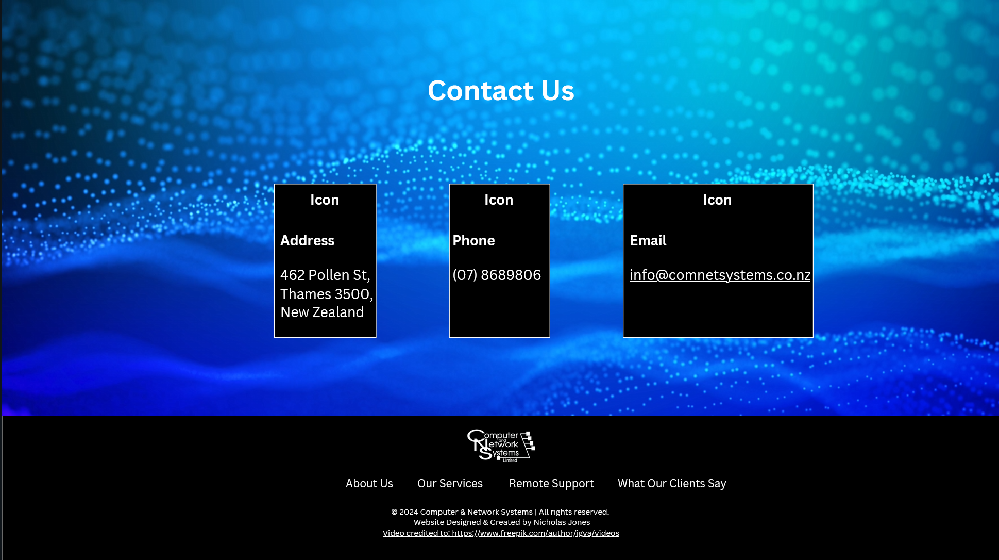 Contact Us
Icon
Address
462 Pollen St,
Thames 3500,
New Zealand
Icon
Phone
(07) 8689806
Icon
Email
info@comnetsystems.co.nz
Computer
and
Network
Systems
Limited
About Us Our Services Remote Support What Our Clients Say
© 2024 Computer & Network Systems | All rights reserved.
Website Designed & Created by Nicholas Jones
Video credited to: https://www.freepik.com/author/igva/videos